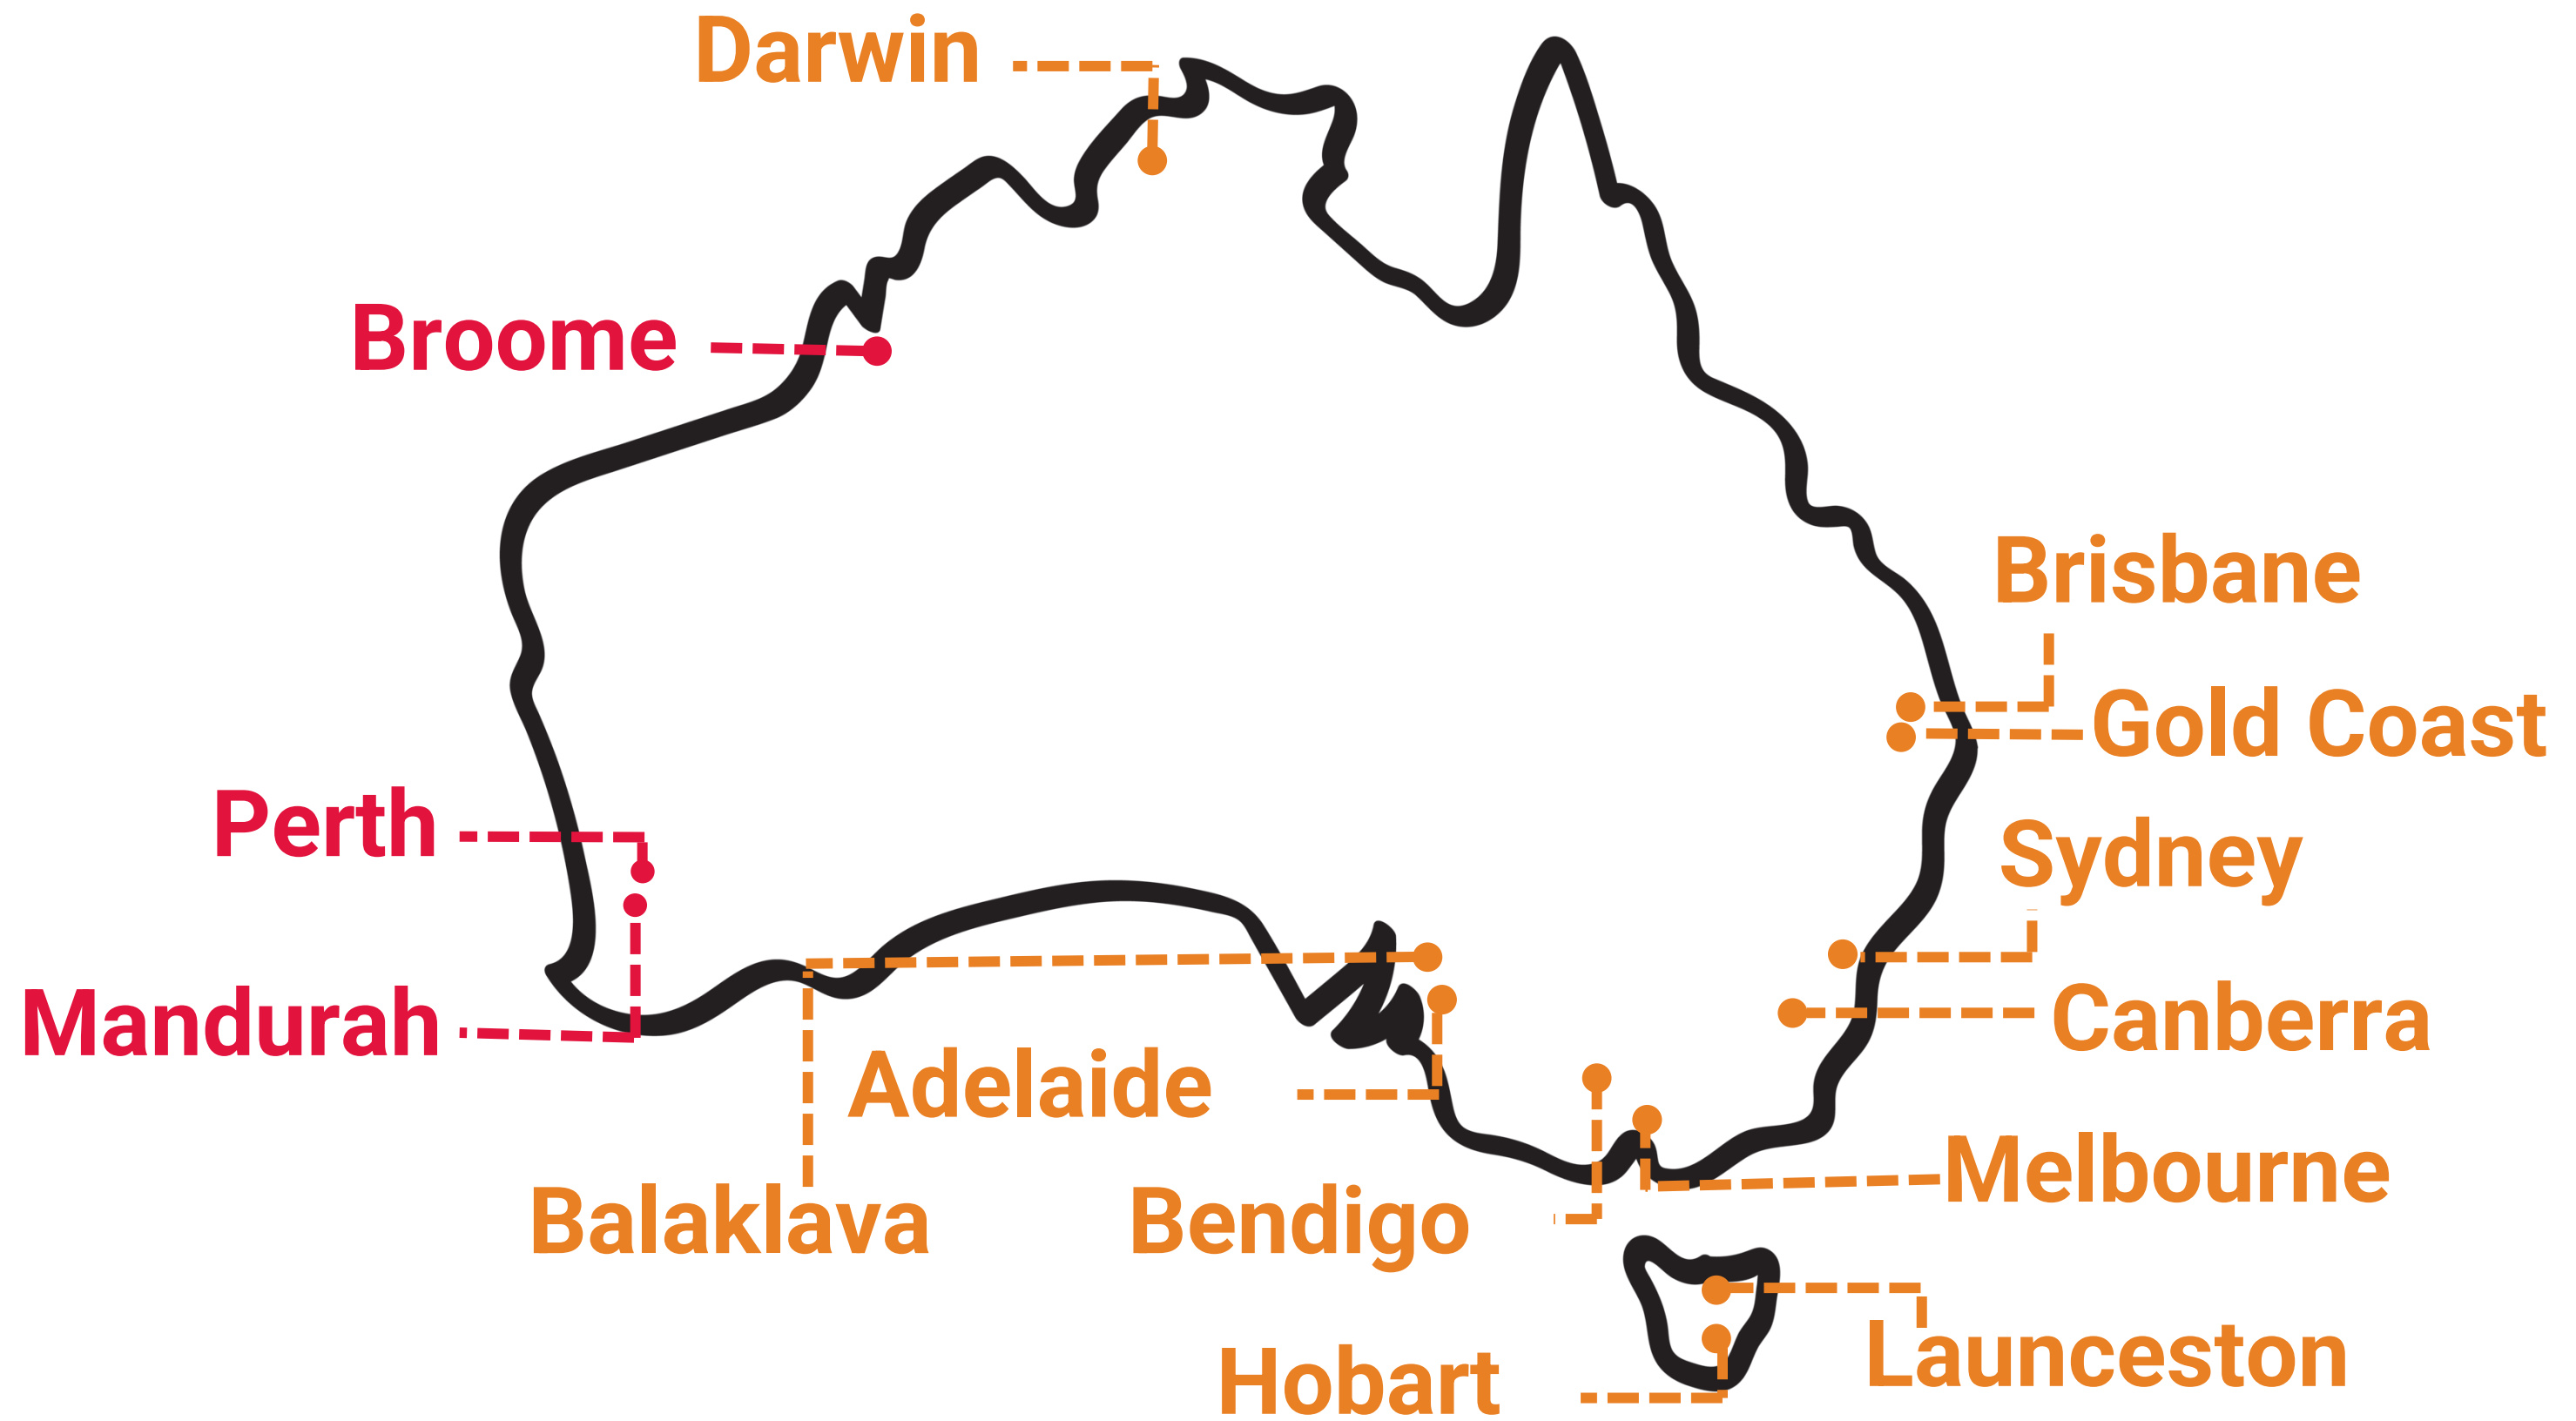 Darwin
Broome
Brisbane
Gold Coast
Perth
Sydney
Mandurah
Canberra
Adelaide
Melbourne
Balaklava
Bendigo
Launceston
Hobart